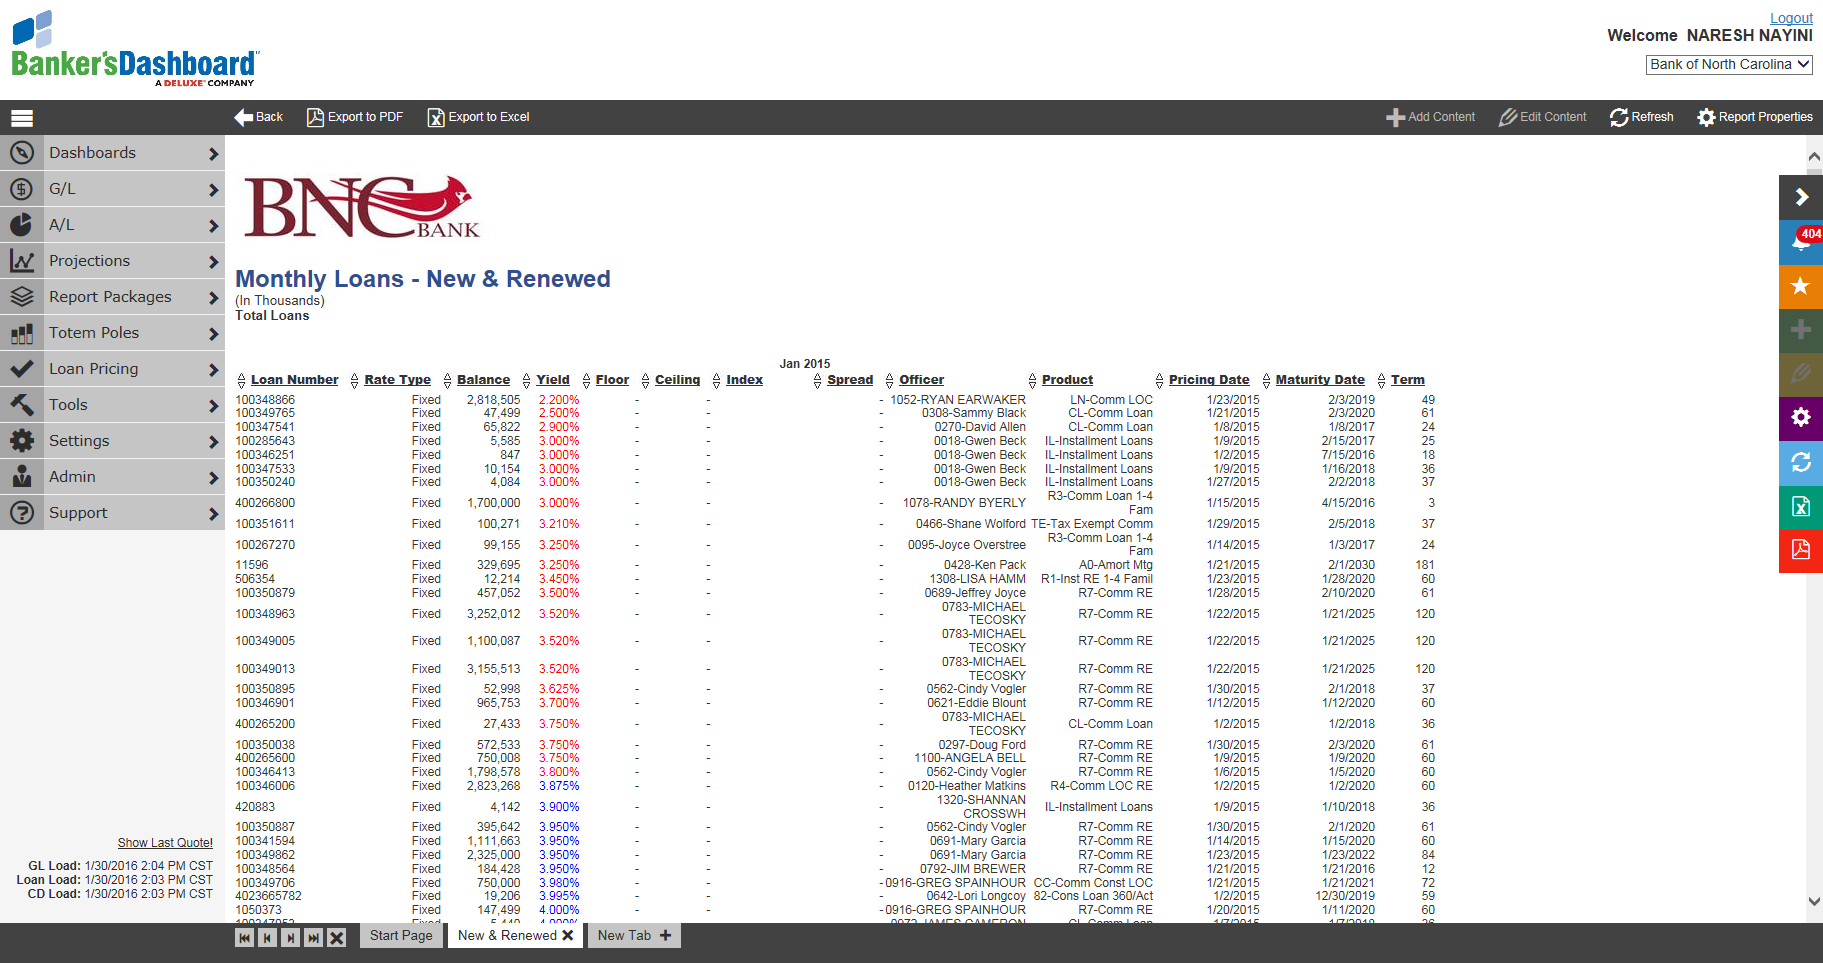 Logout
Banker'sDashboard
A DELUXE COMPANY
Welcome NARESH NAYINI
Bank of North Carolina
Back Export to PDF Export to Excel Add Content Edit Content Refresh Report Properties
Dashboards
G/L
A/L
Projections
Report Packages
Totem Poles
Loan Pricing
Tools
Settings
Admin
Support
Show Last Quote!
GL Load: 1/30/2016 2:04 PM CST
Loan Load: 1/30/2016 2:03 PM CST
CD Load: 1/30/2016 2:03 PM CST
BNC
BANK
404
Monthly Loans - New & Renewed
(In Thousands)
Total Loans
Jan 2015
Loan Number Rate Type Balance Yield Floor Ceiling Index Spread Officer Product Pricing Date Maturity Date Term
100348866 Fixed 2,818,505 2.200% - - - 1052-RYAN EARWAKER LN-Comm LOC 1/23/2015 2/3/2019 49
100349765 Fixed 47,499 2.500% - - - 0308-Sammy Black CL-Comm Loan 1/21/2015 2/3/2020 61
100347541 Fixed 65,822 2.900% - - - 0270-David Allen CL-Comm Loan 1/8/2015 1/8/2017 24
100285643 Fixed 5,585 3.000% - - - 0018-Gwen Beck IL-Installment Loans 1/9/2015 2/15/2017 25
100346251 Fixed 847 3.000% - - - 0018-Gwen Beck IL-Installment Loans 1/2/2015 7/15/2016 18
100347533 Fixed 10,154 3.000% - - - 0018-Gwen Beck IL-Installment Loans 1/9/2015 1/16/2018 36
100350240 Fixed 4,084 3.000% - - - 0018-Gwen Beck IL-Installment Loans 1/27/2015 2/2/2018 37
400266800 Fixed 1,700,000 3.000% - - - 1078-RANDY BYERLY R3-Comm Loan 1-4 Fam 1/15/2015 4/15/2016 3
100351611 Fixed 100,271 3.210% - - - 0466-Shane Wolford TE-Tax Exempt Comm 1/29/2015 2/5/2018 37
100267270 Fixed 99,155 3.250% - - - 0095-Joyce Overstree R3-Comm Loan 1-4 Fam 1/14/2015 1/3/2017 24
11596 Fixed 329,695 3.250% - - - 0428-Ken Pack A0-Amort Mtg 1/21/2015 2/1/2030 181
506354 Fixed 12,214 3.450% - - - 1308-LISA HAMM R1-Inst RE 1-4 Famil 1/23/2015 1/28/2020 60
100350879 Fixed 457,052 3.500% - - - 0689-Jeffrey Joyce R7-Comm RE 1/28/2015 2/10/2020 61
100348963 Fixed 3,252,012 3.520% - - - 0783-MICHAEL TECOSKY R7-Comm RE 1/22/2015 1/21/2025 120
100349005 Fixed 1,100,087 3.520% - - - 0783-MICHAEL TECOSKY R7-Comm RE 1/22/2015 1/21/2025 120
100349013 Fixed 3,155,513 3.520% - - - 0783-MICHAEL TECOSKY R7-Comm RE 1/22/2015 1/21/2025 120
100350895 Fixed 52,998 3.625% - - - 0562-Cindy Vogler R7-Comm RE 1/30/2015 2/1/2018 37
100346901 Fixed 965,753 3.700% - - - 0621-Eddie Blount R7-Comm RE 1/12/2015 1/12/2020 60
400265200 Fixed 27,433 3.750% - - - 0783-MICHAEL TECOSKY CL-Comm Loan 1/2/2015 1/2/2018 36
100350038 Fixed 572,533 3.750% - - - 0297-Doug Ford R7-Comm RE 1/30/2015 2/3/2020 61
400265600 Fixed 750,008 3.750% - - - 1100-ANGELA BELL R7-Comm RE 1/9/2015 1/9/2020 60
100346413 Fixed 1,798,578 3.800% - - - 0562-Cindy Vogler R7-Comm RE 1/6/2015 1/5/2020 60
100346006 Fixed 2,823,268 3.875% - - - 0120-Heather Matkins R4-Comm LOC RE 1/2/2015 1/2/2020 60
420883 Fixed 4,142 3.900% - - - 1320-SHANNAN CROSSWH IL-Installment Loans 1/9/2015 1/10/2018 36
100350887 Fixed 395,642 3.950% - - - 0562-Cindy Vogler R7-Comm RE 1/30/2015 2/1/2020 61
100341594 Fixed 1,111,663 3.950% - - - 0691-Mary Garcia R7-Comm RE 1/14/2015 1/15/2020 60
100349862 Fixed 2,325,000 3.950% - - - 0691-Mary Garcia R7-Comm RE 1/23/2015 1/23/2022 84
100348564 Fixed 184,428 3.950% - - - 0792-JIM BREWER R7-Comm RE 1/21/2015 1/21/2016 12
100349706 Fixed 750,000 3.980% - - - 0916-GREG SPAINHOUR CC-Comm Const LOC 1/21/2015 1/21/2021 72
4023665782 Fixed 19,206 3.995% - - - 0642-Lori Longcoy 82-Cons Loan 360/Act 1/2/2015 12/30/2019 59
1050373 Fixed 147,499 4.000% - - - 0916-GREG SPAINHOUR R7-Comm RE 1/20/2015 1/11/2020 60
Start Page New & Renewed New Tab